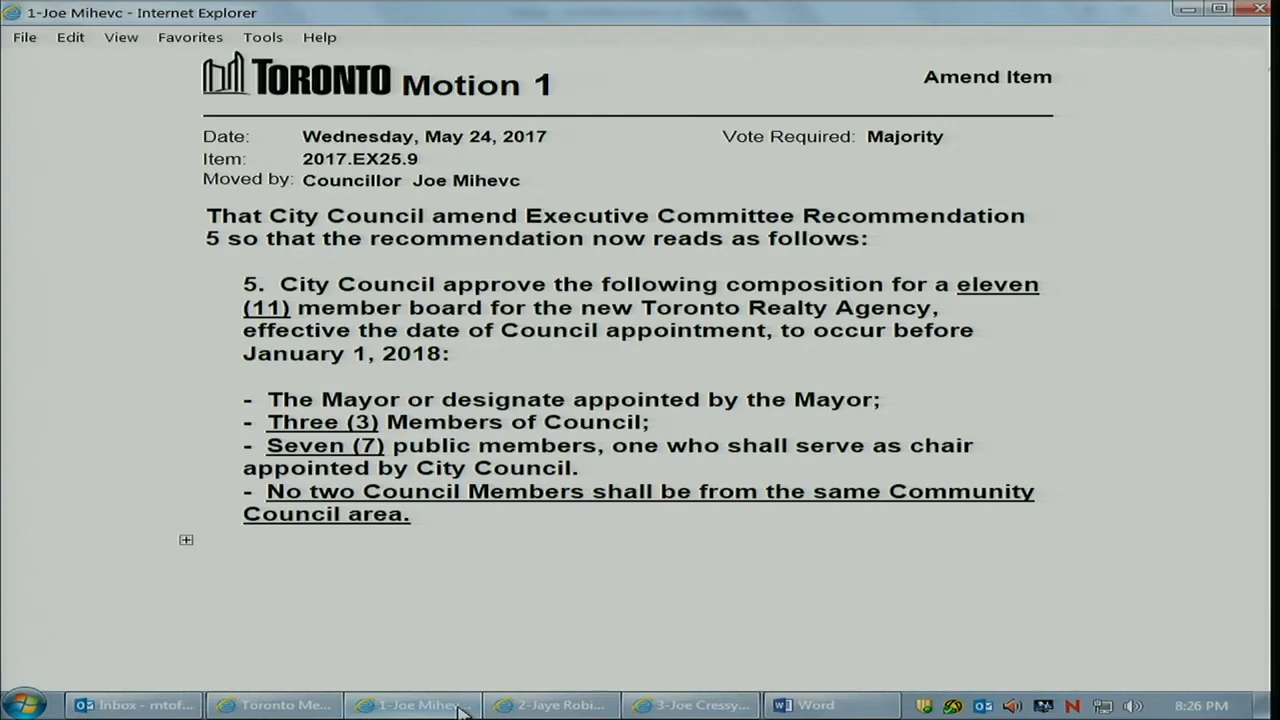 1-Joe Mihevc - Internet Explorer
File Edit View Favorites Tools Help
TORONTO Motion 1
Amend Item
Date: Wednesday, May 24, 2017
Vote Required: Majority
Item: 2017.EX25.9
Moved by: Councillor Joe Mihevc
That City Council amend Executive Committee Recommendation
5 so that the recommendation now reads as follows:
5. City Council approve the following composition for a eleven
(11) member board for the new Toronto Realty Agency,
effective the date of Council appointment, to occur before
January 1, 2018:
- The Mayor or designate appointed by the Mayor;
- Three (3) Members of Council;
- Seven (7) public members, one who shall serve as chair
appointed by City Council.
- No two Council Members shall be from the same Community
Council area.
Inbox - mtof... Toronto Me... 1-Joe Mihev... 2-Jaye Robi... 3-Joe Cressy... Word 8:26 PM